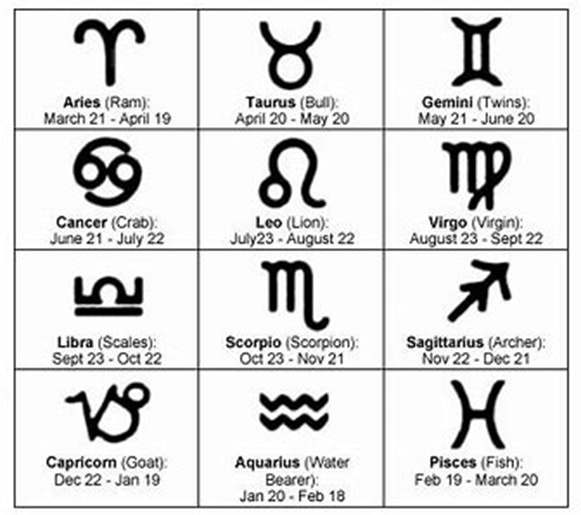 Aries (Ram):
March 21 - April 19
Taurus (Bull):
April 20 - May 20
Gemini (Twins):
May 21 - June 20
Cancer (Crab):
June 21 - July 22
Leo (Lion):
July23 - August 22
Virgo (Virgin):
August 23 - Sept 22
Libra (Scales):
Sept 23 - Oct 22
Scorpio (Scorpion):
Oct 23 - Nov 21
Sagittarius (Archer):
Nov 22 - Dec 21
Capricorn (Goat):
Dec 22 - Jan 19
Aquarius (Water
Bearer):
Jan 20 - Feb 18
Pisces (Fish):
Feb 19 - March 20